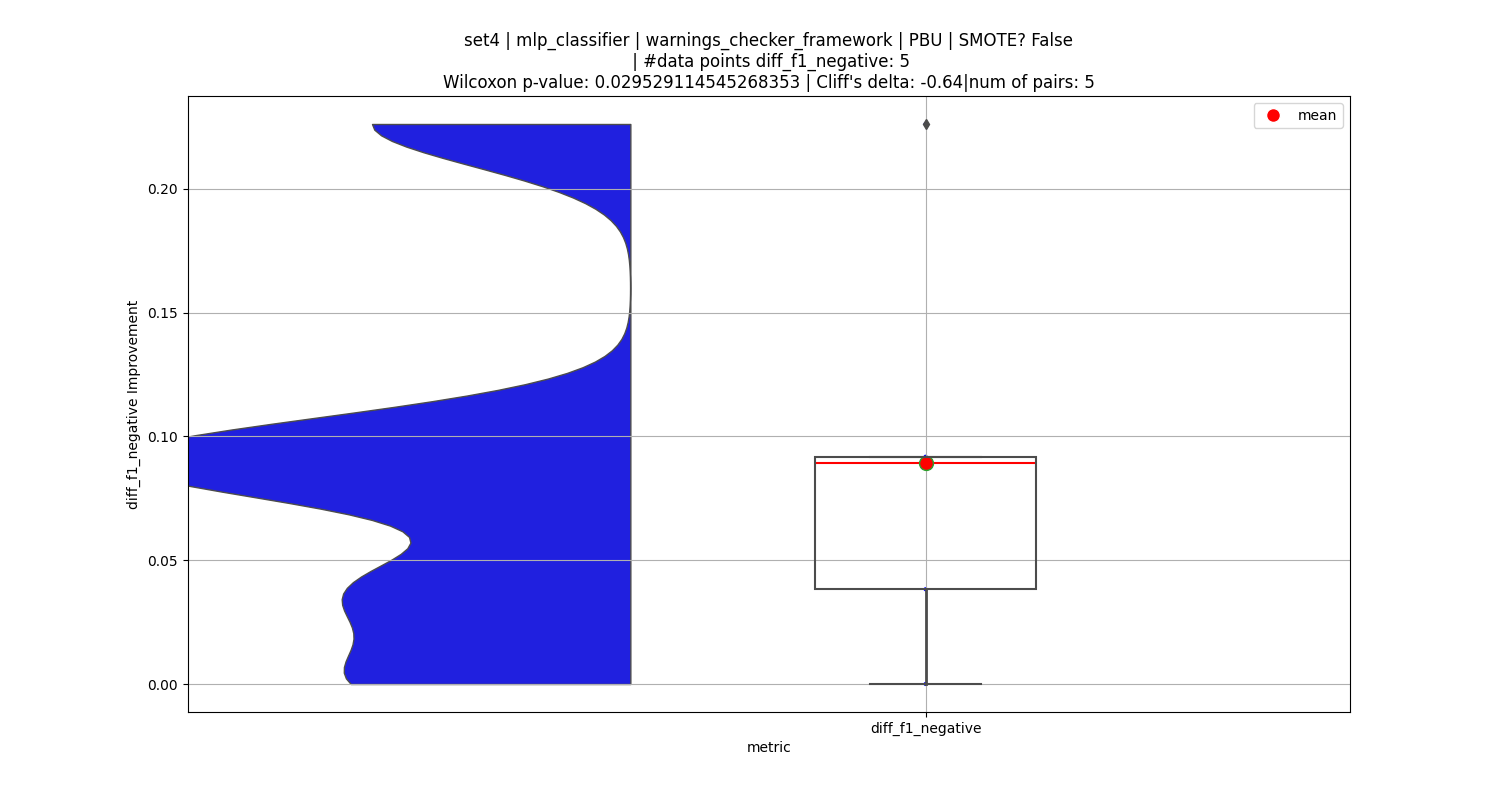 set4 | mlp_classifier | warnings_checker_framework | PBU | SMOTE? False
| #data points diff_f1_negative: 5
Wilcoxon p-value: 0.029529114545268353 | Cliff's delta: -0.64|num of pairs: 5
mean
diff_f1_negative Improvement
0.20
0.15
0.10
0.05
0.00
diff_f1_negative
metric